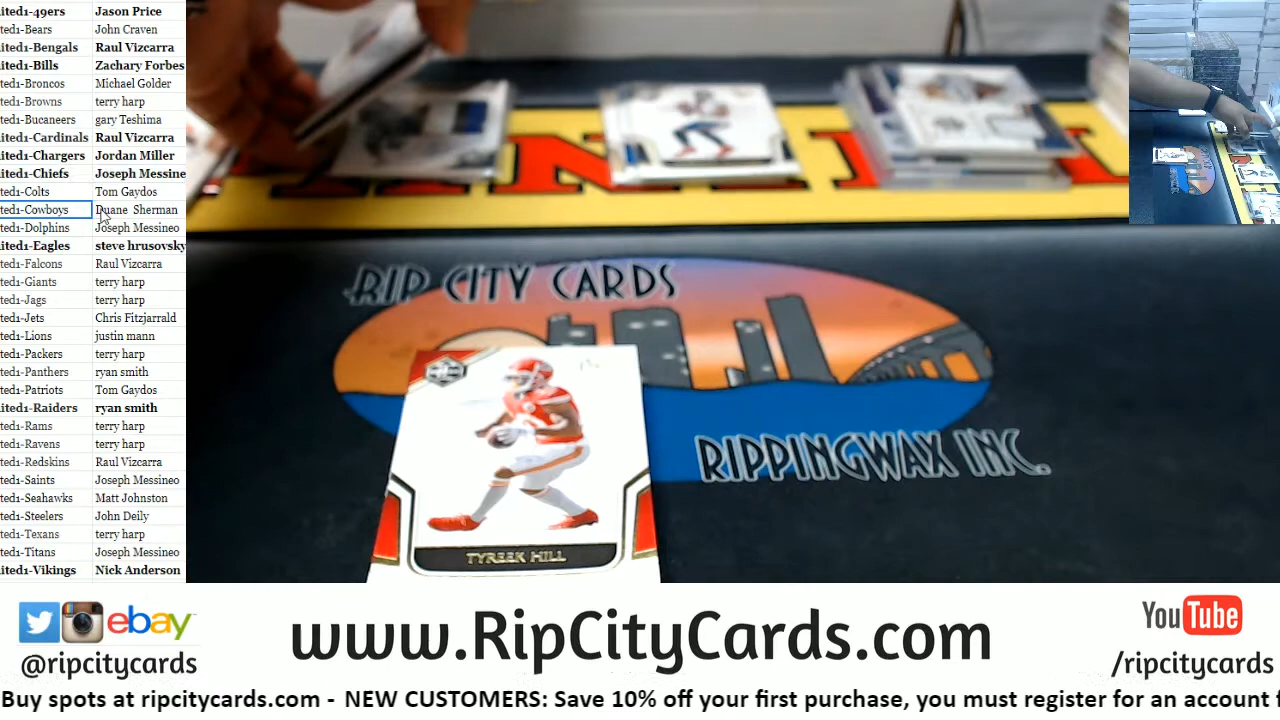 ited1-49ers Jason Price
ted1-Bears John Craven
ited1-Bengals Raul Vizcarra
ited1-Bills Zachary Forbes
ted1-Broncos Michael Golder
ted1-Browns terry harp
ted1-Bucaneers gary Teshima
ited1-Cardinals Raul Vizcarra
ited1-Chargers Jordan Miller
ited1-Chiefs Joseph Messine
ted1-Colts Tom Gaydos
ted1-Cowboys Duane Sherman
ted1-Dolphins Joseph Messineo
ited1-Eagles steve hrusovsky
ted1-Falcons Raul Vizcarra
ted1-Giants terry harp
ted1-Jags terry harp
ted1-Jets Chris Fitzjarrald
ted1-Lions justin mann
ted1-Packers terry harp
ted1-Panthers ryan smith
ted1-Patriots Tom Gaydos
ited1-Raiders ryan smith
ted1-Rams terry harp
ted1-Ravens terry harp
ted1-Redskins Raul Vizcarra
ted1-Saints Joseph Messineo
ted1-Seahawks Matt Johnston
ted1-Steelers John Deily
ted1-Texans terry harp
ted1-Titans Joseph Messineo
ited1-Vikings Nick Anderson
RIP CITY CARDS
RIPPINGWAX INC.
TYREEK HILL
ebay
@ripcitycards
www.RipCityCards.com
YouTube
/ripcitycards
Buy spots at ripcitycards.com - NEW CUSTOMERS: Save 10% off your first purchase, you must register for an account f